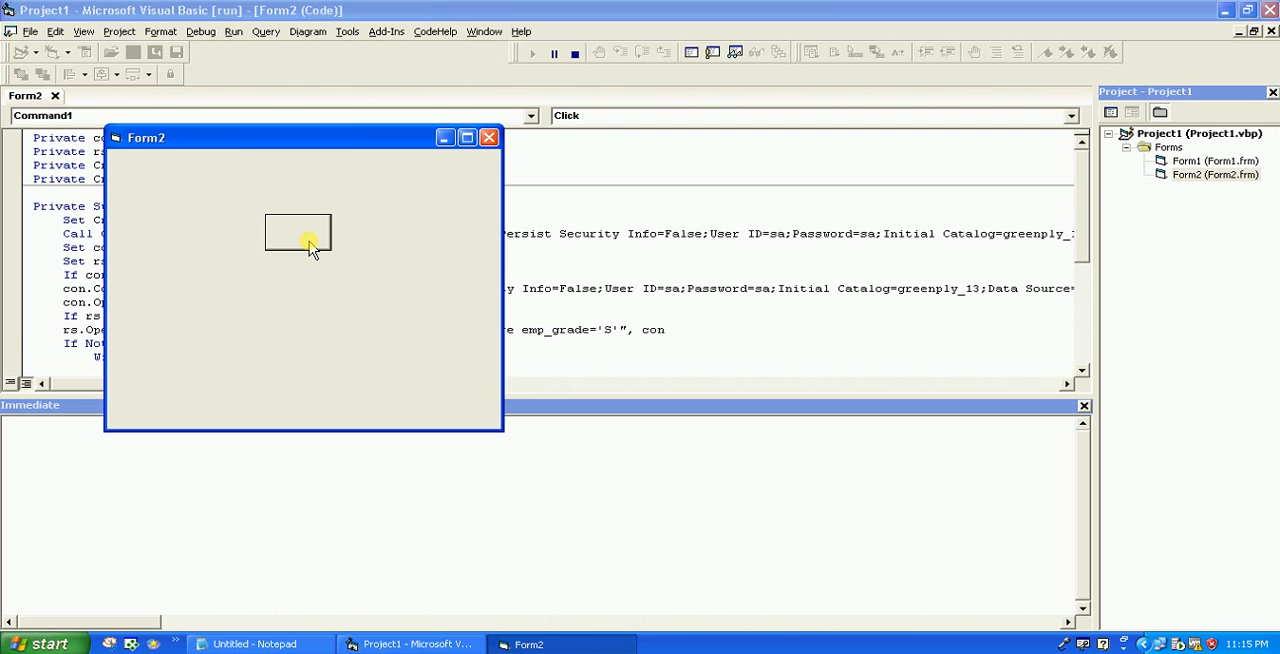 Project1 - Microsoft Visual Basic [run] - [Form2 (Code)]
File Edit View Project Format Debug Run Query Diagram Tools Add-Ins CodeHelp Window Help
Form2
Command1 Click
Project - Project1
Private
Private
Private
Private
Project1 (Project1.vbp)
Forms
Form1 (Form1.frm)
Form2 (Form2.frm)
Form2
Private
Set
Call ersist Security Info=False;User ID=sa;Password=sa;Initial Catalog=greenply_
Set
Set
If
y Info=False;User ID=sa;Password=sa;Initial Catalog=greenply_13;Data Source=
If rs
re emp_grade='S'", con
If
Immediate
start
Untitled - Notepad
Project1 - Microsoft V...
Form2
11:15 PM